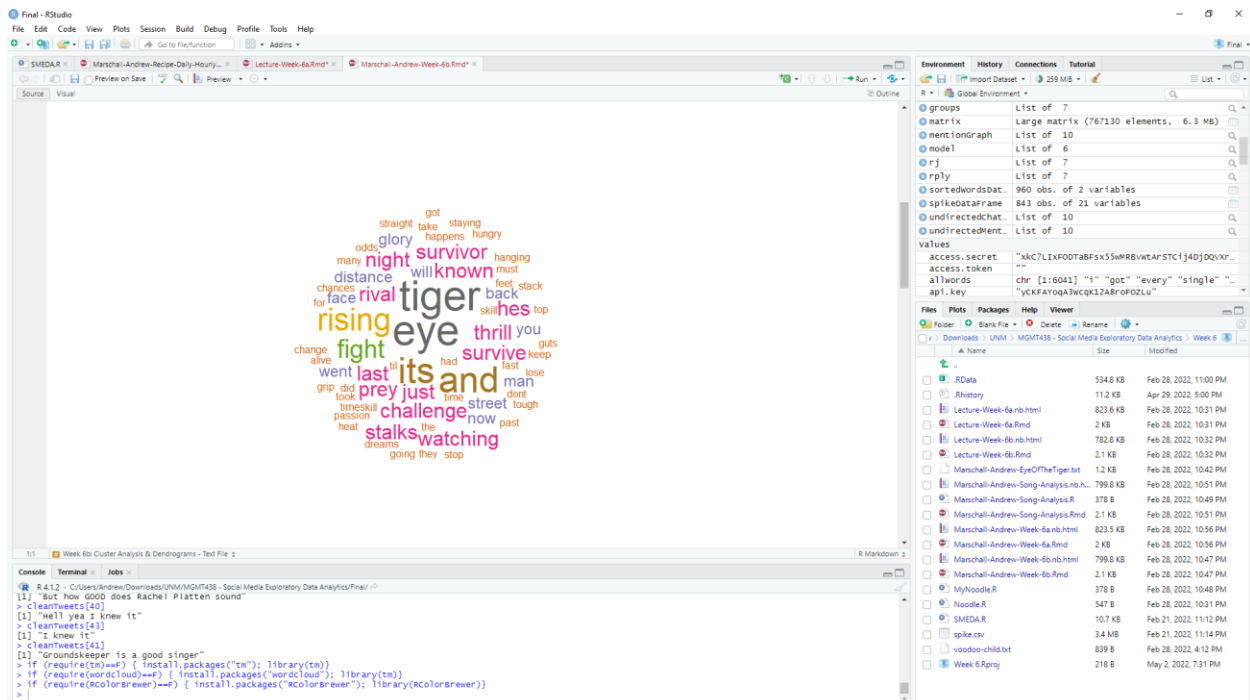 Final - RStudio
File Edit Code View Plots Session Build Debug Profile Tools Help
Go to file/function Addins Final
SMEDA.R Marschall-Andrew-Recipe-Daily-Hourly... Lecture-Week-6a.Rmd* Marschall-Andrew-Week-6b.Rmd*
Preview on Save Preview Run
Source Visual Outline
got
straight take staying
glory happens hungry
odds survivor
many night hanging
will known must
distance feet stack
chances tiger back
for face rival skill hes top
rising eye thrill you
guts
change fight survive keep
alive its had fast lose
went last til and man
grip did prey just time dont
took street tough
timeskill challenge now past
passion
heat stalks the watching
dreams
going they stop
1:1 Week 6b: Cluster Analysis & Dendrograms - Text File R Markdown
Console Terminal Jobs
R 4.1.2 · C:/Users/Andrew/Downloads/UNM/MGMT438 - Social Media Exploratory Data Analytics/Final/
[1] "But how GOOD does Rachel Platten sound"
> cleanTweets[40]
[1] "Hell yea I knew it"
> cleanTweets[43]
[1] "I knew it"
> cleanTweets[41]
[1] "Groundskeeper is a good singer"
> if (require(tm)==F) { install.packages("tm"); library(tm)}
> if (require(wordcloud)==F) { install.packages("wordcloud"); library(tm)}
> if (require(RColorBrewer)==F) { install.packages("RColorBrewer"); library(RColorBrewer)}
>
Environment History Connections Tutorial
Import Dataset 259 MiB List
R Global Environment
groups List of 7
matrix Large matrix (767130 elements, 6.3 MB)
mentionGraph List of 10
model List of 6
rj List of 7
rply List of 7
sortedwordsDat… 960 obs. of 2 variables
spikeDataFrame 843 obs. of 21 variables
undirectedChat… List of 10
undirectedMent… List of 10
values
access.secret
access.token ""
allwords chr [1:6041] "i" "got" "every" "single" "…
api.key
Files Plots Packages Help Viewer
Folder Blank File Delete Rename
Downloads UNM MGMT438 - Social Media Exploratory Data Analytics Week 6
Name Size Modified
..
.RData 534.8 KB Feb 28, 2022, 11:00 PM
.Rhistory 11.2 KB Apr 29, 2022, 5:00 PM
Lecture-Week-6a.nb.html 823.6 KB Feb 28, 2022, 10:31 PM
Lecture-Week-6a.Rmd 2 KB Feb 28, 2022, 10:31 PM
Lecture-Week-6b.nb.html 782.8 KB Feb 28, 2022, 10:32 PM
Lecture-Week-6b.Rmd 2.1 KB Feb 28, 2022, 10:32 PM
Marschall-Andrew-EyeOfTheTiger.txt 1.2 KB Feb 28, 2022, 10:42 PM
Marschall-Andrew-Song-Analysis.nb.h... 799.8 KB Feb 28, 2022, 10:51 PM
Marschall-Andrew-Song-Analysis.R 378 B Feb 28, 2022, 10:49 PM
Marschall-Andrew-Song-Analysis.Rmd 2.1 KB Feb 28, 2022, 10:51 PM
Marschall-Andrew-Week-6a.nb.html 823.5 KB Feb 28, 2022, 10:56 PM
Marschall-Andrew-Week-6a.Rmd 2 KB Feb 28, 2022, 10:56 PM
Marschall-Andrew-Week-6b.nb.html 799.8 KB Feb 28, 2022, 10:47 PM
Marschall-Andrew-Week-6b.Rmd 2.1 KB Feb 28, 2022, 10:47 PM
MyNoodle.R 378 B Feb 28, 2022, 10:48 PM
Noodle.R 547 B Feb 28, 2022, 10:31 PM
SMEDA.R 10.7 KB Feb 21, 2022, 11:12 PM
spike.csv 3.4 MB Feb 21, 2022, 11:14 PM
voodoo-child.txt 839 B Feb 28, 2022, 4:12 PM
Week 6.Rproj 218 B May 2, 2022, 7:31 PM